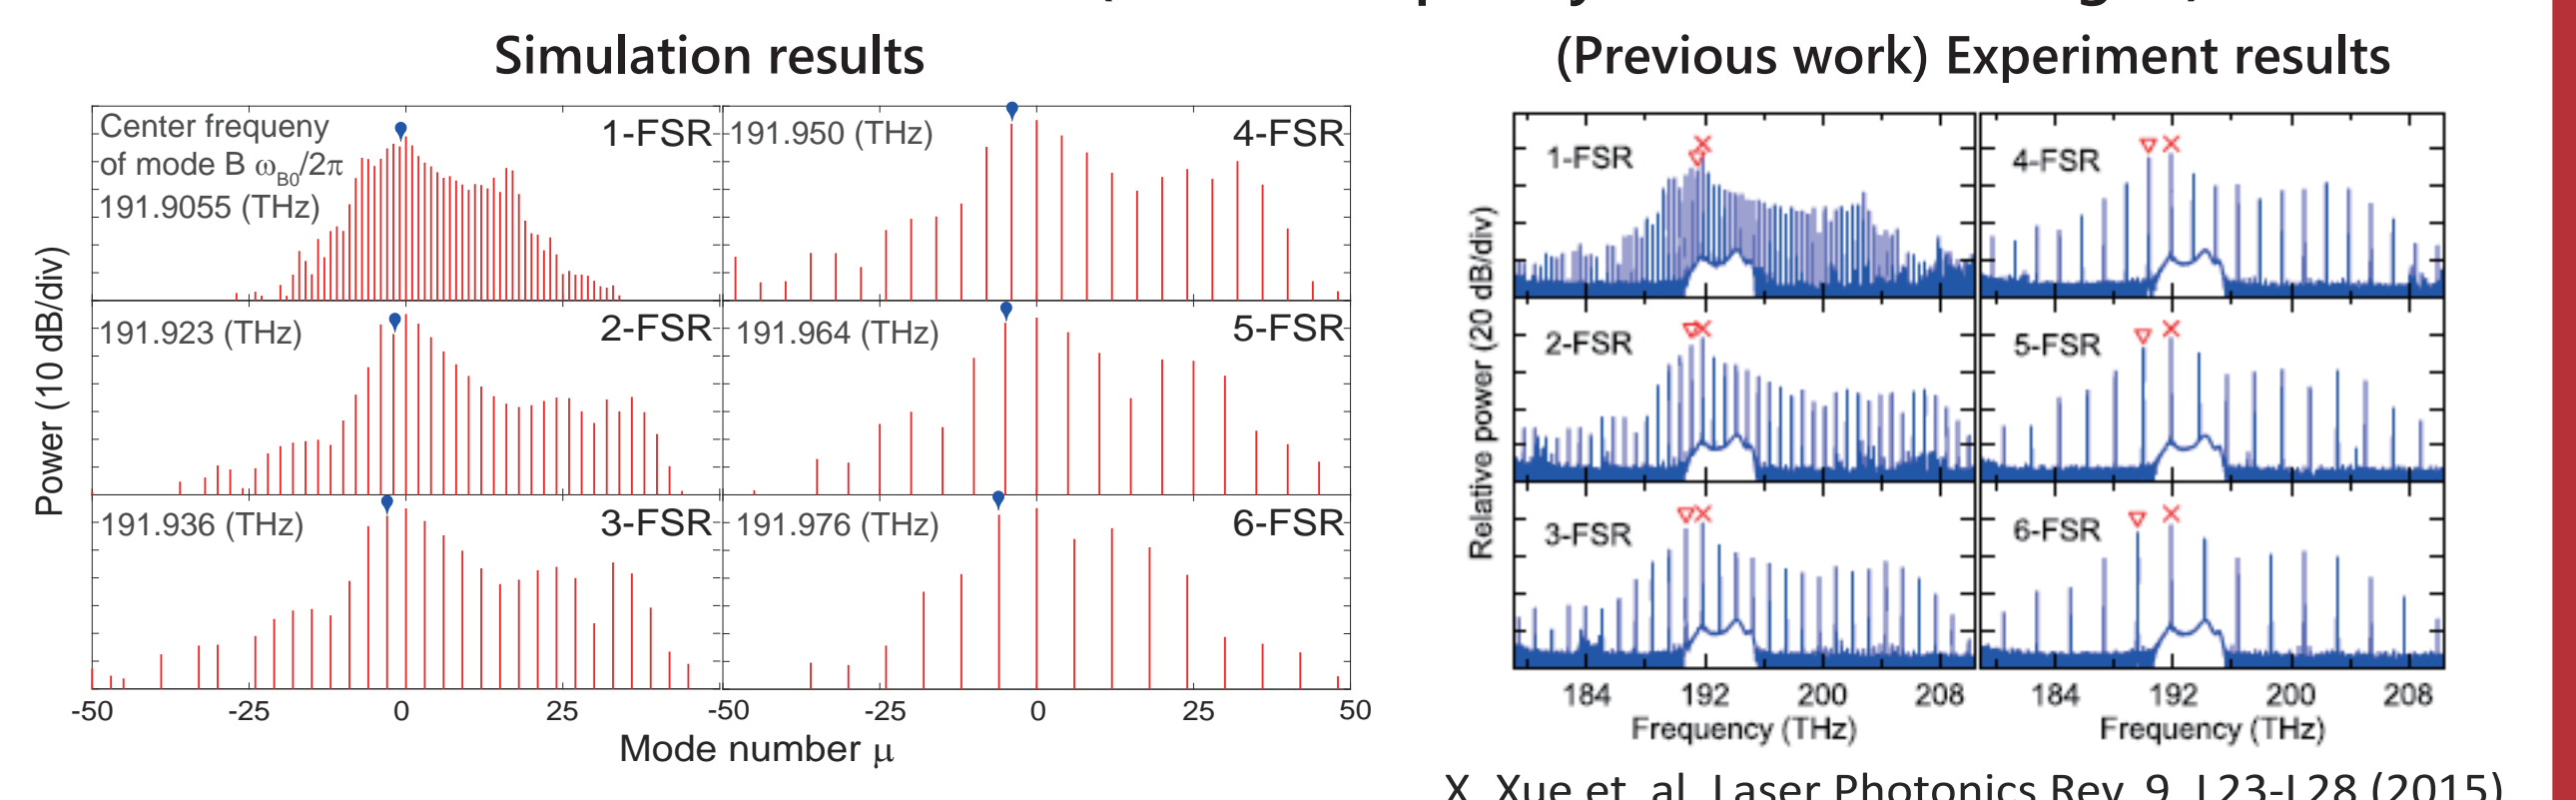 Simulation results
(Previous work) Experiment results
Power (10 dB/div)
Center frequeny
of mode B ω_B0/2π
191.9055 (THz)
1-FSR
191.950 (THz)
4-FSR
191.923 (THz)
2-FSR
191.964 (THz)
5-FSR
191.936 (THz)
3-FSR
191.976 (THz)
6-FSR
-50 -25 0 25 -50 -25 0 25 50
Mode number μ
Relative power (20 dB/div)
1-FSR
4-FSR
2-FSR
5-FSR
3-FSR
6-FSR
184 192 200 208 184 192 200 208
Frequency (THz) Frequency (THz)
X. Xue et. al. Laser Photonics Rev. 9, L23-L28 (2015)